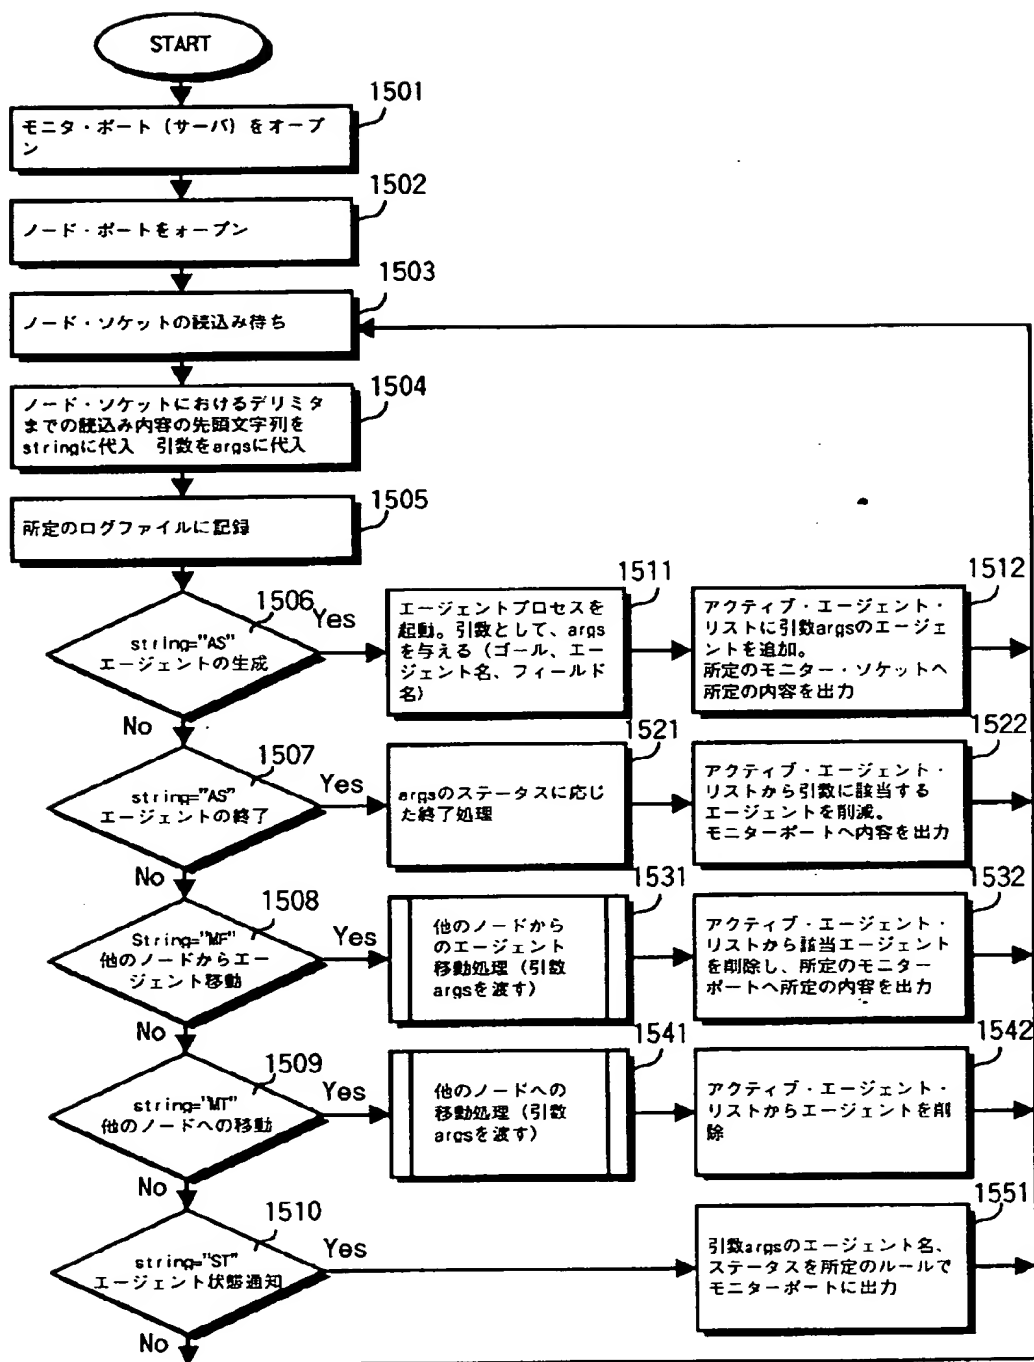 START
1501
モニタ・ポート (サーバ) をオープ
ン
1502
ノード・ポートをオープン
1503
ノード・ソケットの読込み待ち
1504
ノード・ソケットにおけるデリミタ
までの読込み内容の先頭文字列を
stringに代入 引数をargsに代入
1505
所定のログファイルに記録
1506
string="AS"
エージェントの生成
Yes
No
1511
エージェントプロセスを
起動。引数として、args
を与える (ゴール、エー
ジェント名、フィールド
名)
1512
アクティブ・エージェント・
リストに引数argsのエージェ
ントを追加。
所定のモニター・ソケットへ
所定の内容を出力
1507
string="AS"
エージェントの終了
Yes
No
1521
argsのステータスに応じ
た終了処理
1522
アクティブ・エージェント・
リストから引数に該当する
エージェントを削減。
モニターポートへ内容を出力
1508
String="MF"
他のノードからエー
ジェント移動
Yes
No
1531
他のノードから
のエージェント
移動処理 (引数
argsを渡す)
1532
アクティブ・エージェント・
リストから該当エージェント
を削除し、所定のモニター
ポートへ所定の内容を出力
1509
string="MT"
他のノードへの移動
Yes
No
1541
他のノードへの
移動処理 (引数
argsを渡す)
1542
アクティブ・エージェント・
リストからエージェントを削
除
1510
string="ST"
エージェント状態通知
Yes
No
1551
引数argsのエージェント名、
ステータスを所定のルールで
モニターポートに出力